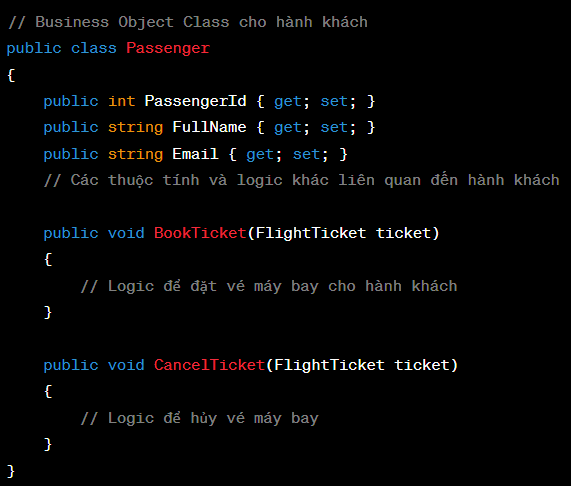 // Business Object Class cho hành khách
public class Passenger
{
    public int PassengerId { get; set; }
    public string FullName { get; set; }
    public string Email { get; set; }
    // Các thuộc tính và logic khác liên quan đến hành khách

    public void BookTicket(FlightTicket ticket)
    {
        // Logic để đặt vé máy bay cho hành khách
    }

    public void CancelTicket(FlightTicket ticket)
    {
        // Logic để hủy vé máy bay
    }
}